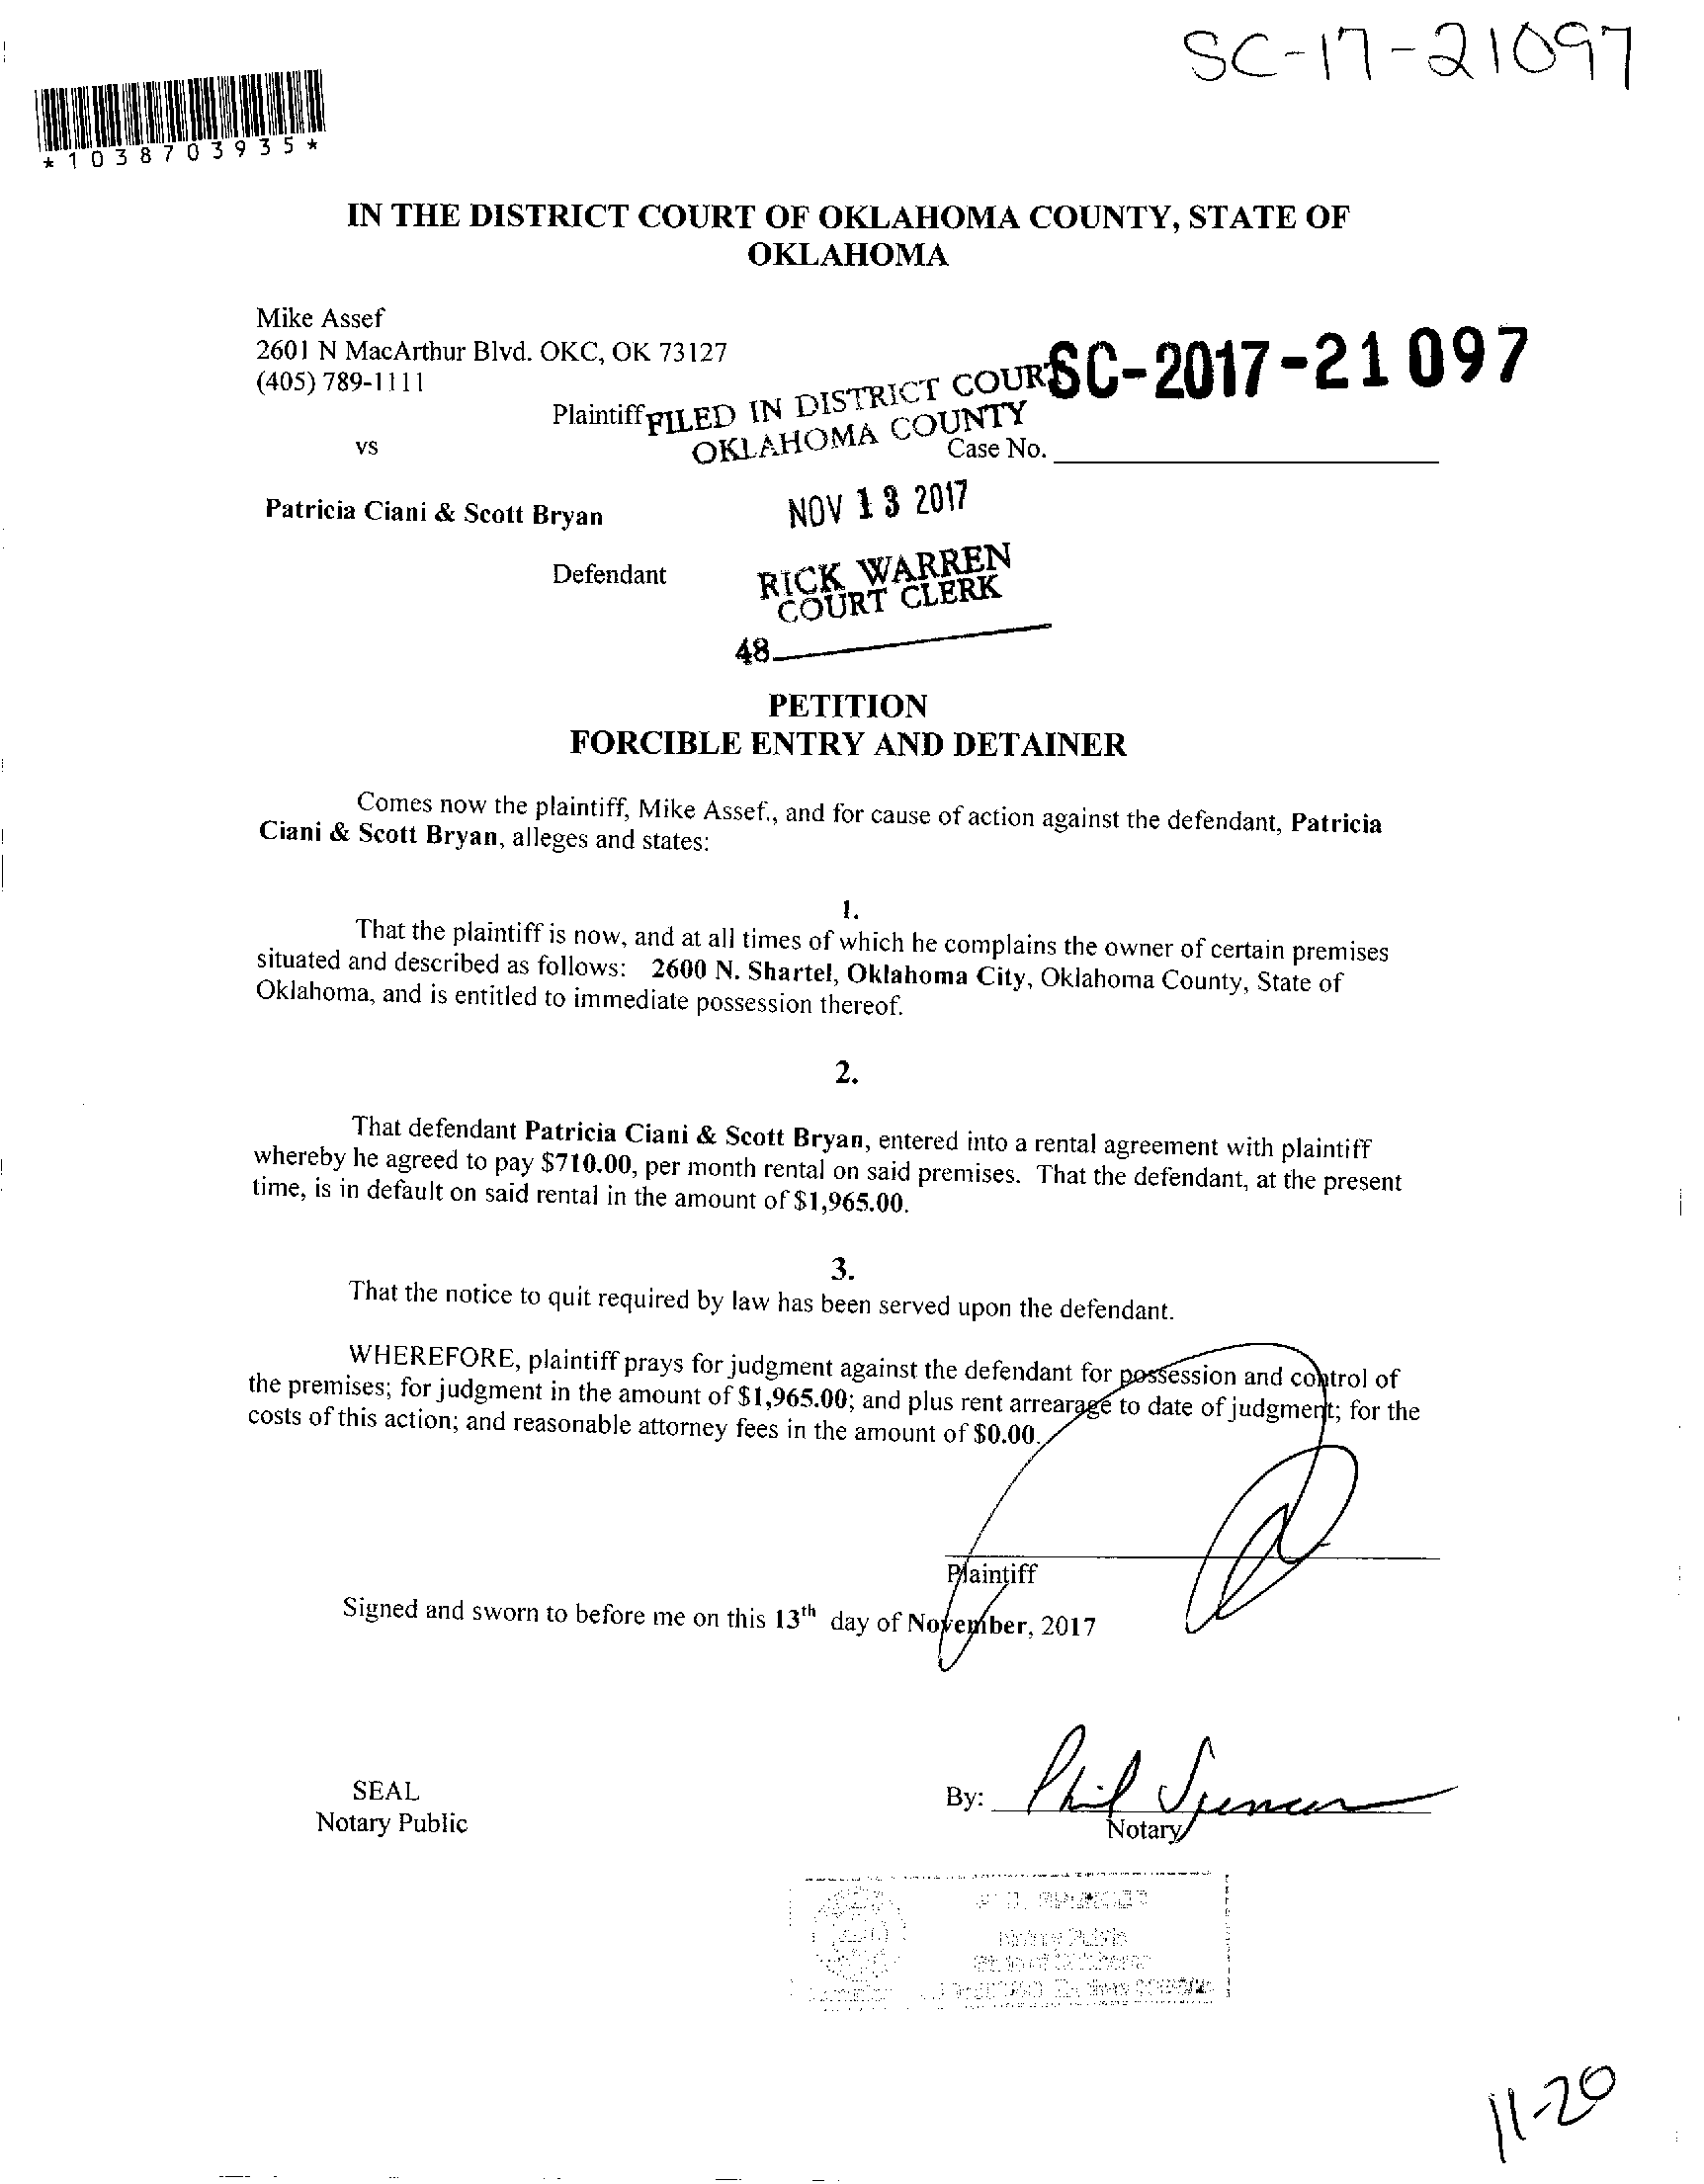 SC-17-21097
*1038703935*
IN THE DISTRICT COURT OF OKLAHOMA COUNTY, STATE OF
OKLAHOMA
Mike Assef
2601 N MacArthur Blvd. OKC, OK 73127
(405) 789-1111
SC-2017-21097
Plaintiff
FILED IN DISTRICT COURT
OKLAHOMA COUNTY
vs
Case No.
Patricia Ciani & Scott Bryan
NOV 13 2017
Defendant
RICK WARREN
COURT CLERK
48
PETITION
FORCIBLE ENTRY AND DETAINER
Comes now the plaintiff, Mike Assef., and for cause of action against the defendant, Patricia
Ciani & Scott Bryan, alleges and states:
1.
That the plaintiff is now, and at all times of which he complains the owner of certain premises
situated and described as follows: 2600 N. Shartel, Oklahoma City, Oklahoma County, State of
Oklahoma, and is entitled to immediate possession thereof.
2.
That defendant Patricia Ciani & Scott Bryan, entered into a rental agreement with plaintiff
whereby he agreed to pay $710.00, per month rental on said premises. That the defendant, at the present
time, is in default on said rental in the amount of $1,965.00.
3.
That the notice to quit required by law has been served upon the defendant.
WHEREFORE, plaintiff prays for judgment against the defendant for possession and control of
the premises; for judgment in the amount of $1,965.00; and plus rent arrearage to date of judgment; for the
costs of this action; and reasonable attorney fees in the amount of $0.00.
Plaintiff
Signed and sworn to before me on this 13th day of November, 2017
SEAL
Notary Public
By: Phil Spencer
Notary
Notary Public
State of Oklahoma
11-20